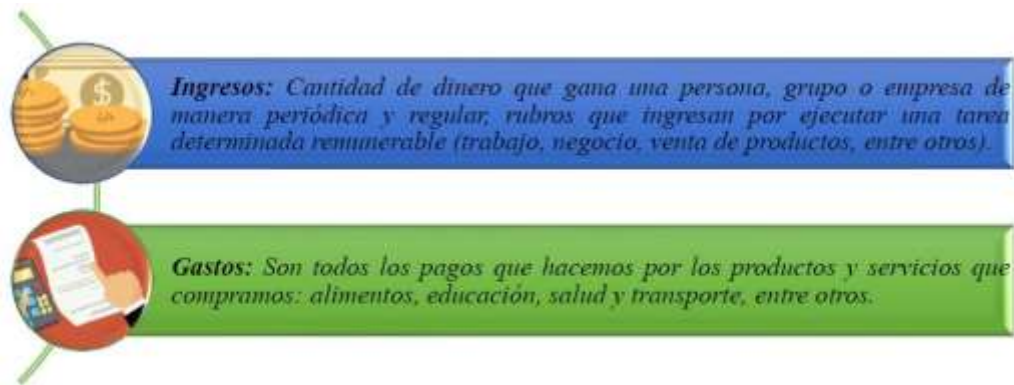 Ingresos: Cantidad de dinero que gana una persona, grupo o empresa de
manera periódica y regular, rubros que ingresan por ejecutar una tarea
determinada remunerable (trabajo, negocio, venta de productos, entre otros).
Gastos: Son todos los pagos que hacemos por los productos y servicios que
compramos: alimentos, educación, salud y transporte, entre otros.